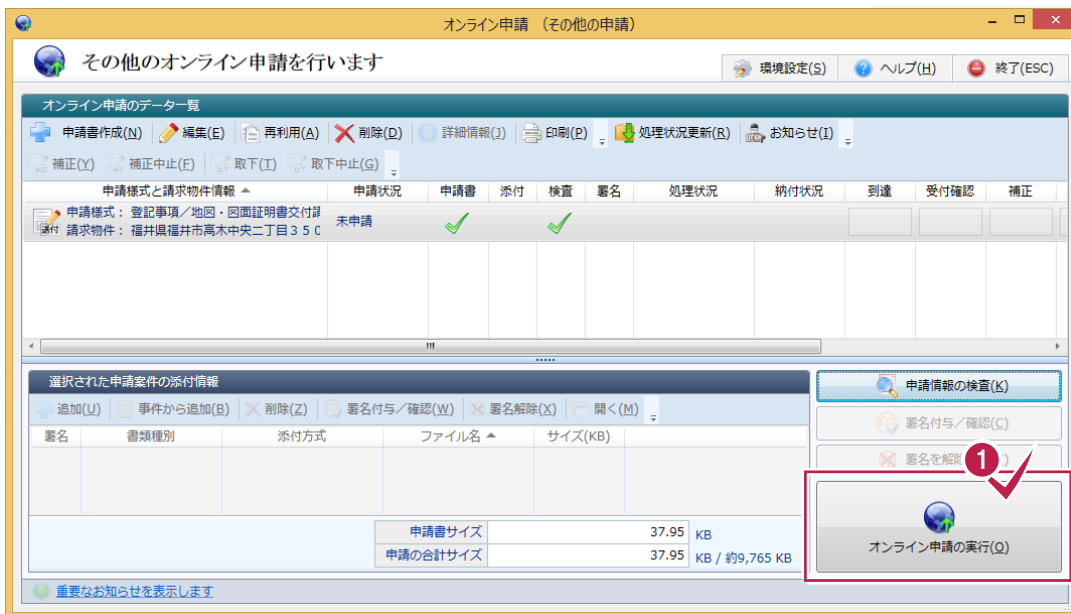 オンライン申請 （その他の申請）
その他のオンライン申請を行います
環境設定(S) ヘルプ(H) 終了(ESC)
オンライン申請のデータ一覧
申請書作成(N) 編集(E) 再利用(A) 削除(D) 詳細情報(J) 印刷(P) 処理状況更新(R) お知らせ(I)
補正(Y) 補正中止(F) 取下(T) 取下中止(G)
申請様式と請求物件情報 申請状況 申請書 添付 検査 署名 処理状況 納付状況 到達 受付確認 補正
申請様式： 登記事項／地図・図面証明書交付請
送付 請求物件： 福井県福井市高木中央二丁目３５０
未申請
選択された申請案件の添付情報
追加(U) 事件から追加(B) 削除(Z) 署名付与／確認(W) 署名解除(X) 開く(M)
署名 書類種別 添付方式 ファイル名 サイズ(KB)
申請書サイズ 37.95 KB
申請の合計サイズ 37.95 KB / 約9,765 KB
申請情報の検査(K)
署名付与／確認(C)
署名を解除
1
オンライン申請の実行(O)
重要なお知らせを表示します